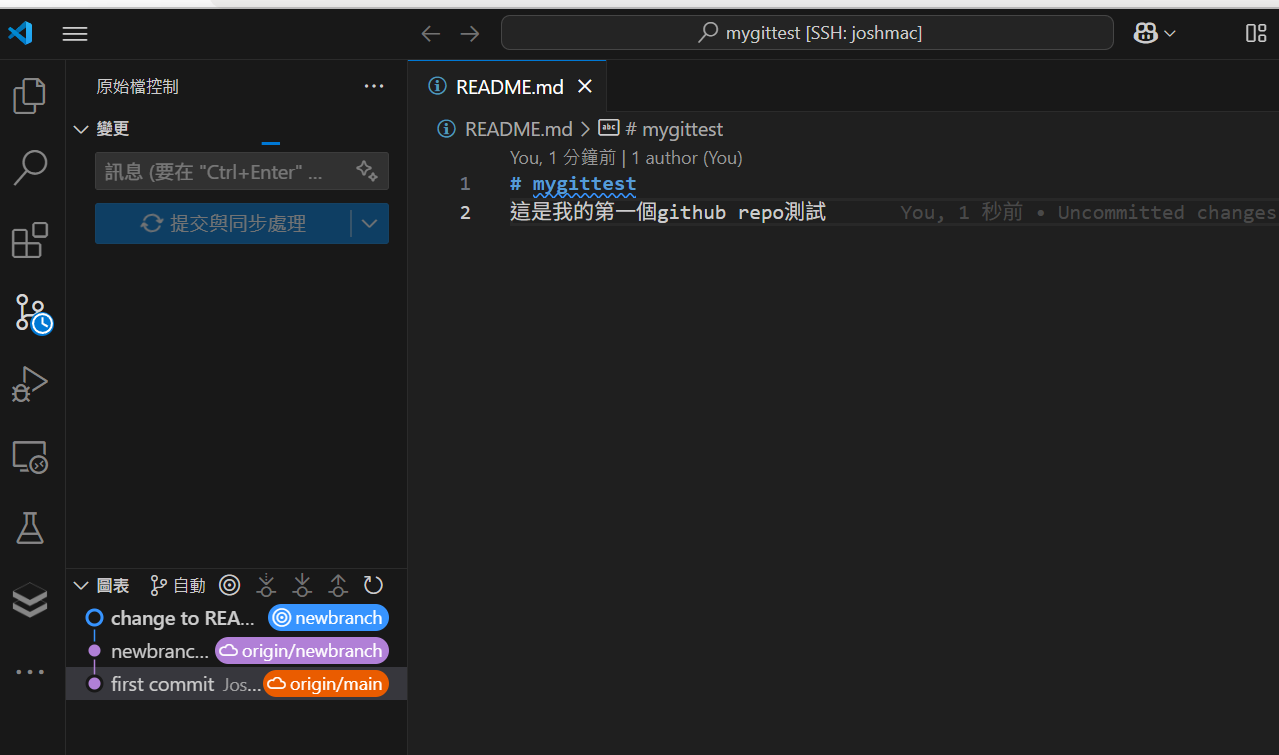 mygittest [SSH: joshmac]
原始檔控制
變更
訊息 (要在 "Ctrl+Enter" ...
提交與同步處理
README.md
README.md > # mygittest
You, 1 分鐘前 | 1 author (You)
1 # mygittest
2 這是我的第一個github repo測試 You, 1 秒前 • Uncommitted changes
圖表 自動
change to REA... newbranch
newbranc... origin/newbranch
first commit Jos... origin/main